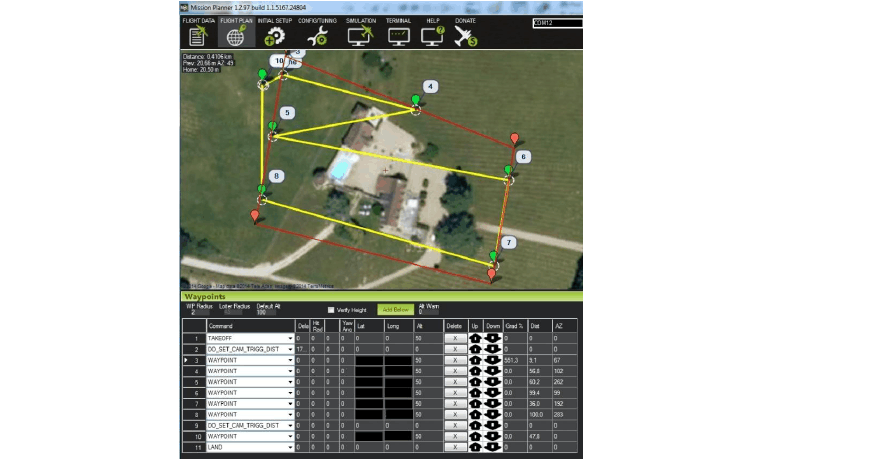 Mission Planner 1.2.97 build 1.1.5167.24804
FLIGHT DATA FLIGHT PLAN INITIAL SETUP CONFIG/TUNING SIMULATION TERMINAL HELP DONATE
COM12
Distance: 0,4106 km
Prev: 20,68 m AZ: 49
Home: 20,50 m
10
4
5
6
8
7
Waypoints
WP Radius Loiter Radius Default Alt
2 100
Verify Height Add Below Alt Warn
0
Command Dela Hit Rad Yaw Ang Lat Long Alt Delete Up Down Grad % Dist AZ
1 TAKEOFF 0 0 0 0 0 0 50 X 0 0 0
2 DO_SET_CAM_TRIGG_DIST 17... 0 0 0 0 0 0 X 0 0 0
3 WAYPOINT 0 0 0 0 50 X 551,3 5,1 67
4 WAYPOINT 0 0 0 0 50 X 0,0 56,8 102
5 WAYPOINT 0 0 0 0 50 X 0,0 60,2 262
6 WAYPOINT 0 0 0 0 50 X 0,0 99,4 99
7 WAYPOINT 0 0 0 0 50 X 0,0 36,0 192
8 WAYPOINT 0 0 0 0 50 X 0,0 100,0 283
9 DO_SET_CAM_TRIGG_DIST 0 0 0 0 0 0 0 X 0 0 0
10 WAYPOINT 0 0 0 0 50 X 0,0 47,8 0
11 LAND 0 0 0 0 0 0 0 X 0 0 0